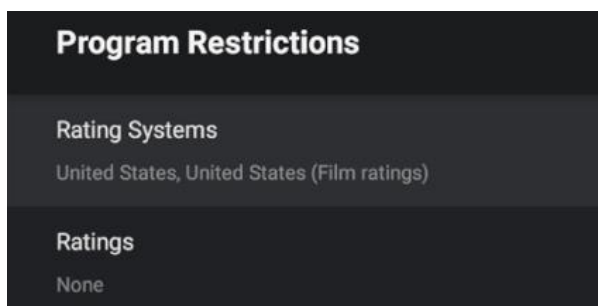 Program Restrictions
Rating Systems
United States, United States (Film ratings)
Ratings
None